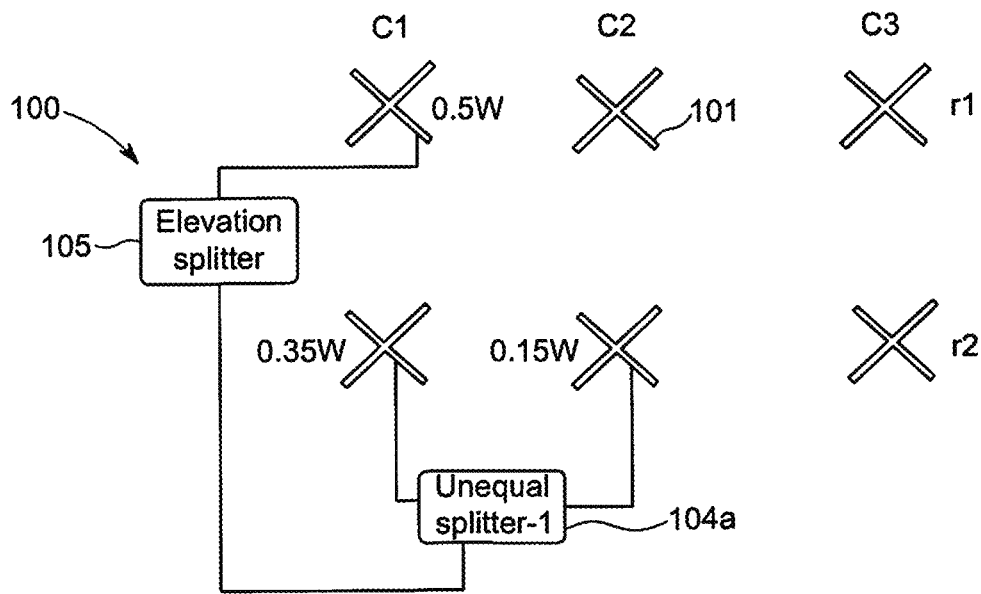 C1
C2
C3
100
0.5W
101
r1
Elevation
splitter
105
0.35W
0.15W
r2
Unequal
splitter-1
104a